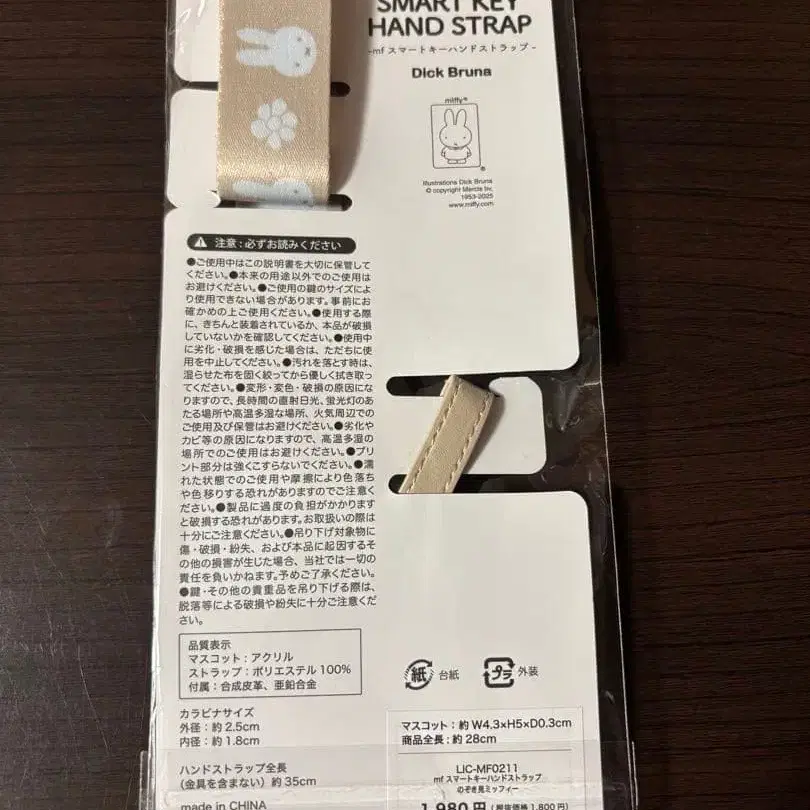 SMART KEY
HAND STRAP
-mf スマートキーハンドストラップ-
Dick Bruna
miffy®
Illustrations Dick Bruna
© copyright Mercis bv,
1953-2025
www.miffy.com
注意:必ずお読みください
●ご使用中はこの説明書を大切に保管して
ください。●本来の用途以外でのご使用は
お避けください。●ご使用の鍵のサイズによ
り使用できない場合があります。事前にお
確かめの上ご使用ください。●使用する際
に、きちんと装着されているか、本品が破損
していないかを確認してください。●使用中
に劣化・破損を感じた場合は、ただちに使
用を中止してください。●汚れを落とす時は、
湿らせた布を固く絞ってから優しく拭き取っ
てください。●変形・変色・破損の原因にな
りますので、長時間の直射日光、蛍光灯のあ
たる場所や高温多湿な場所、火気周辺での
ご使用及び保管はお避けください。●劣化や
カビ等の原因になりますので、高温多湿の
場所でのご使用はお避けください。●プリ
ント部分は強くこすらないでください。●濡
れた状態でのご使用や摩擦により色落ち
や色移りする恐れがありますのでご注意くだ
さい。●製品に過度の負担がかかります
と破損する恐れがあります。お取扱いの際は
十分にご注意ください。●吊り下げ対象物に
傷・破損・紛失、および本品に起因するそ
の他の損害が生じた場合、当社では一切の
責任を負いかねます。予めご了承ください。
●鍵・その他貴重品を吊り下げる際は、
脱落等による破損や紛失に十分ご注意くだ
さい。
品質表示
マスコット:アクリル
ストラップ:ポリエステル100%
付属:合成皮革、亜鉛合金
カラビナサイズ
外径:約2.5cm
内径:約1.8cm
ハンドストラップ全長
(金具を含まない)約35cm
made in CHINA
紙 台紙
プラ 外装
マスコット:約W4.3×H5×D0.3cm
商品全長:約28cm
LIC-MF0211
mf スマートキーハンドストラップ
のぞき見ミッフィー
1,980円(税抜価格1,800円)